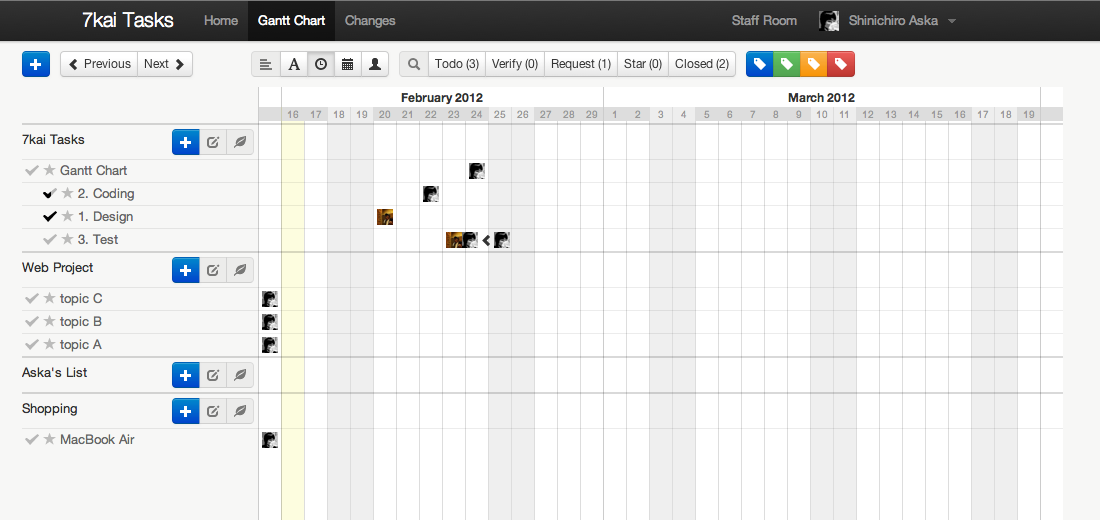 7kai Tasks Home Gantt Chart Changes Staff Room Shinichiro Aska
Previous Next A Todo (3) Verify (0) Request (1) Star (0) Closed (2)
February 2012 March 2012
16 17 18 19 20 21 22 23 24 25 26 27 28 29 1 2 3 4 5 6 7 8 9 10 11 12 13 14 15 16 17 18 19
7kai Tasks
Gantt Chart
2. Coding
1. Design
3. Test
Web Project
topic C
topic B
topic A
Aska's List
Shopping
MacBook Air